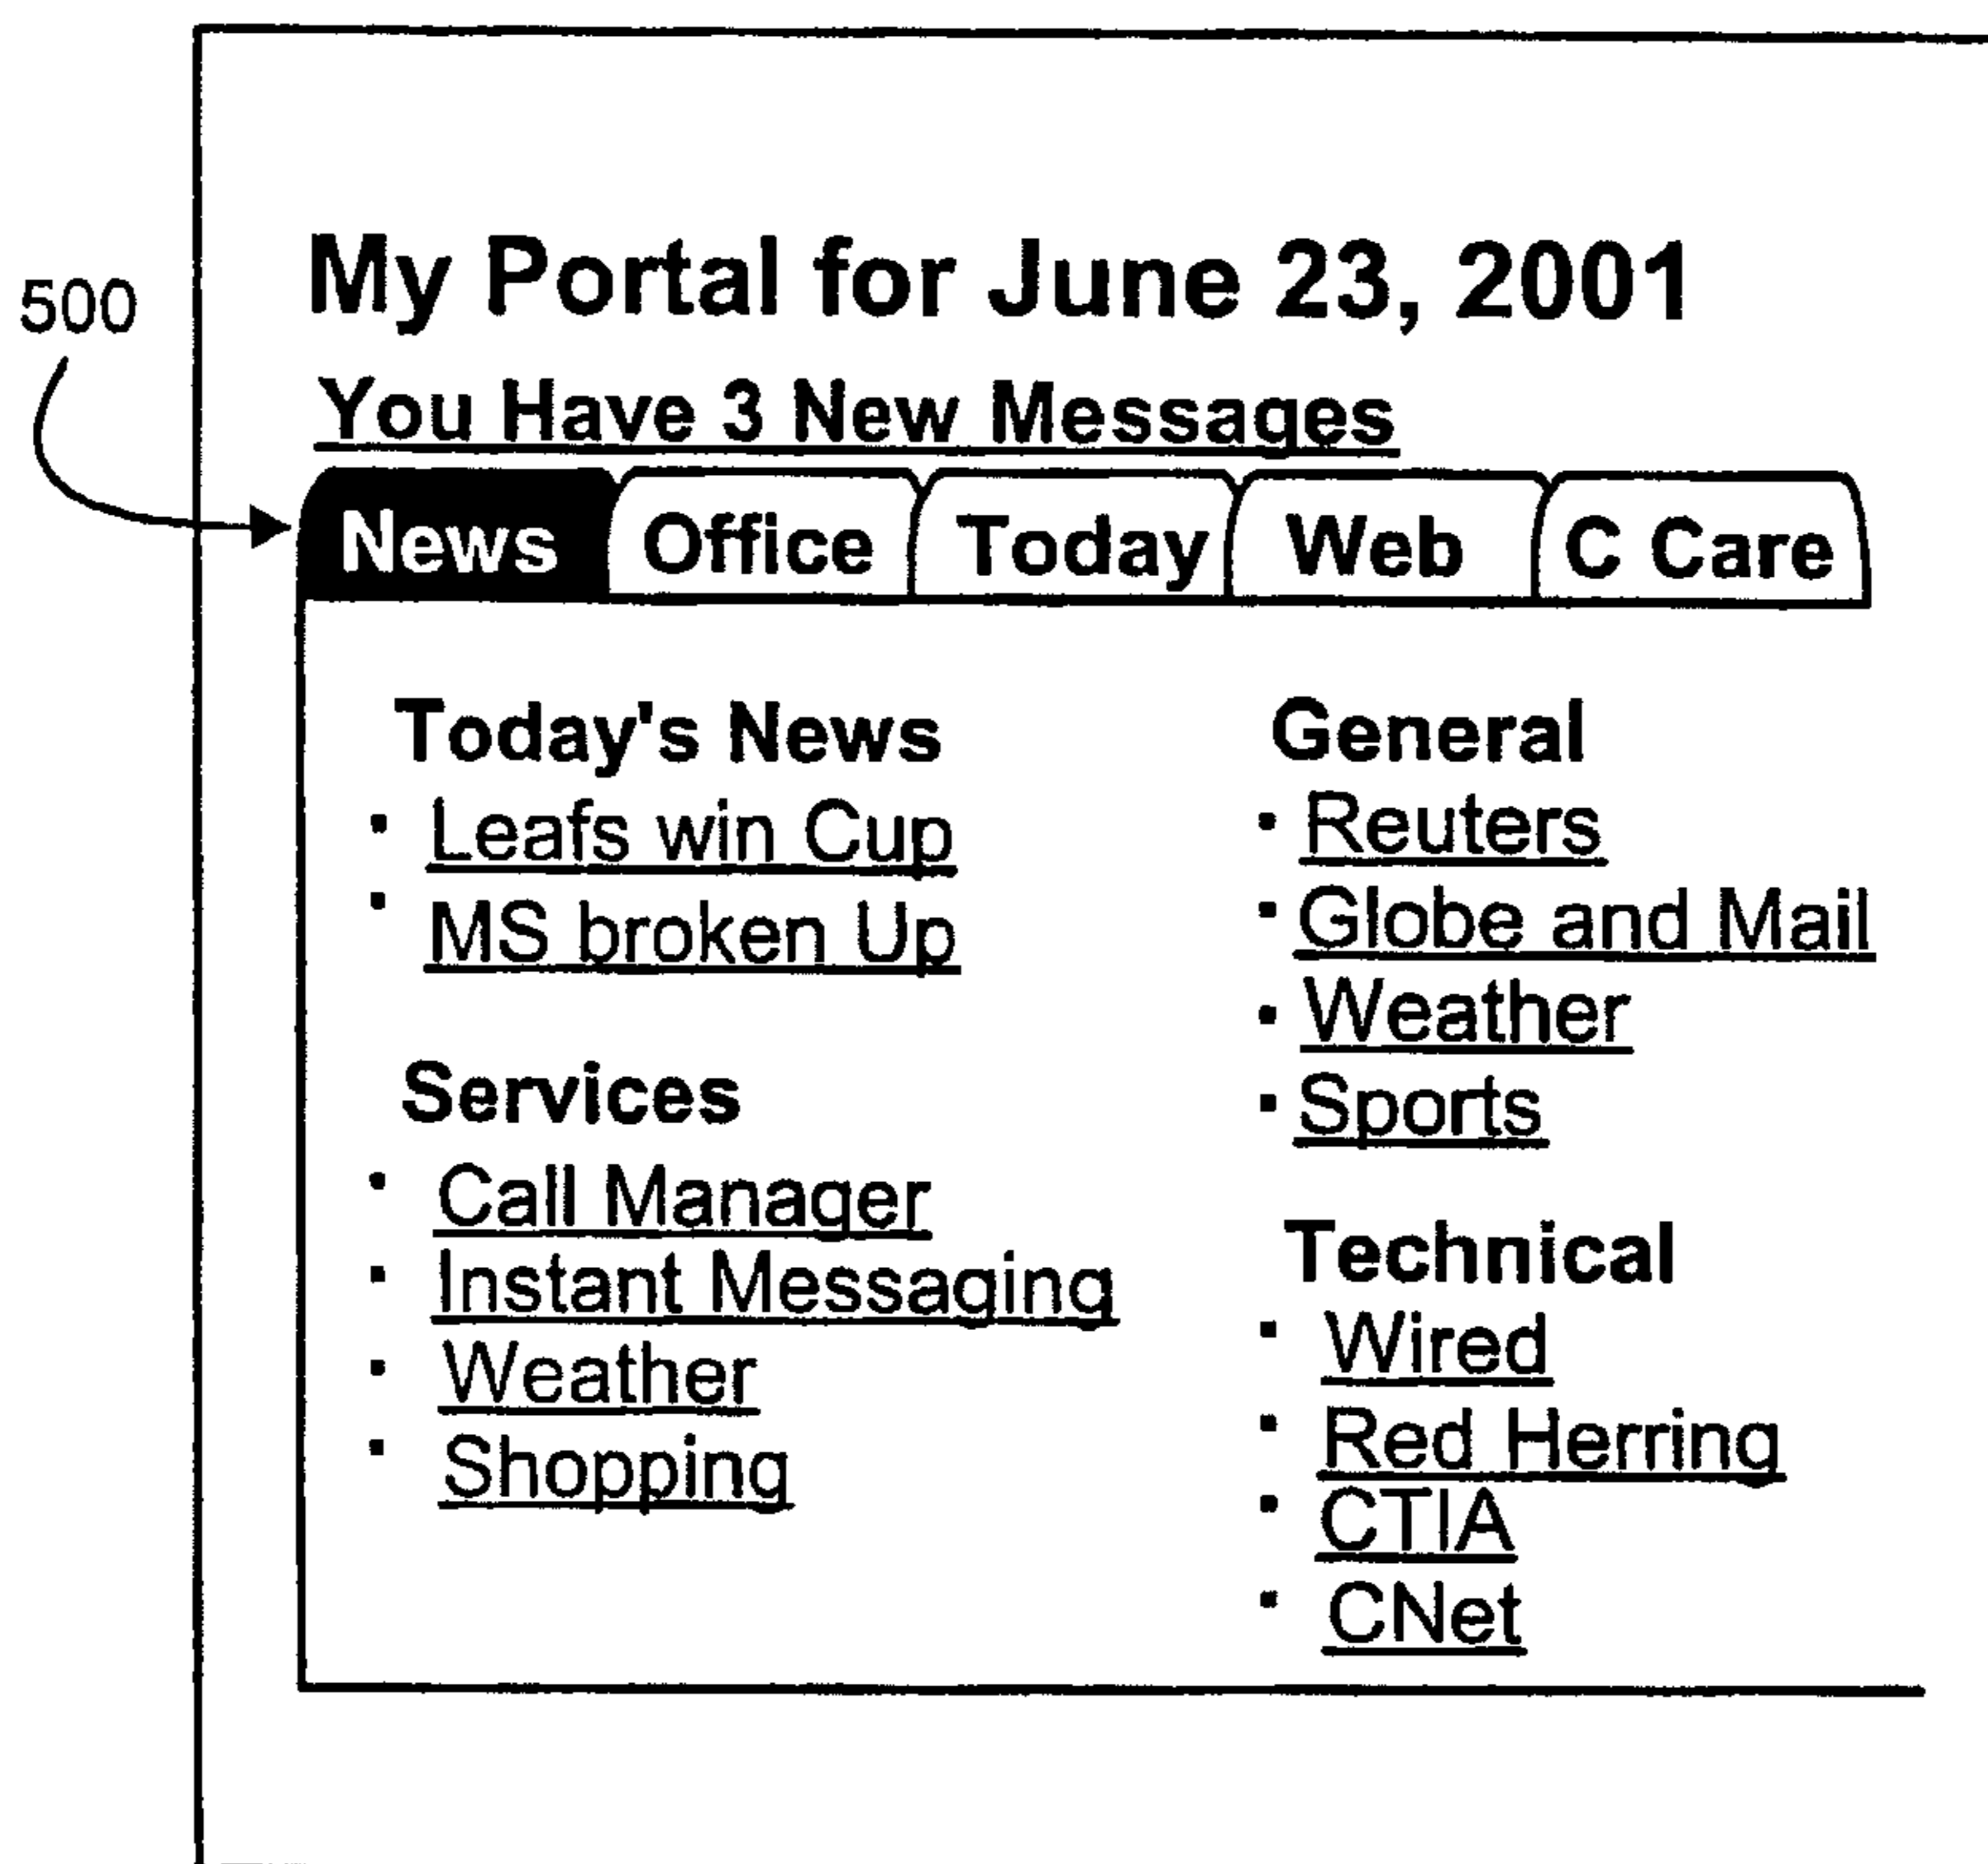 500
My Portal for June 23, 2001
You Have 3 New Messages
News Office Today Web C Care
Today's News
· Leafs win Cup
· MS broken Up
Services
· Call Manager
· Instant Messaging
· Weather
· Shopping
General
· Reuters
· Globe and Mail
· Weather
· Sports
Technical
· Wired
· Red Herring
· CTIA
· CNet